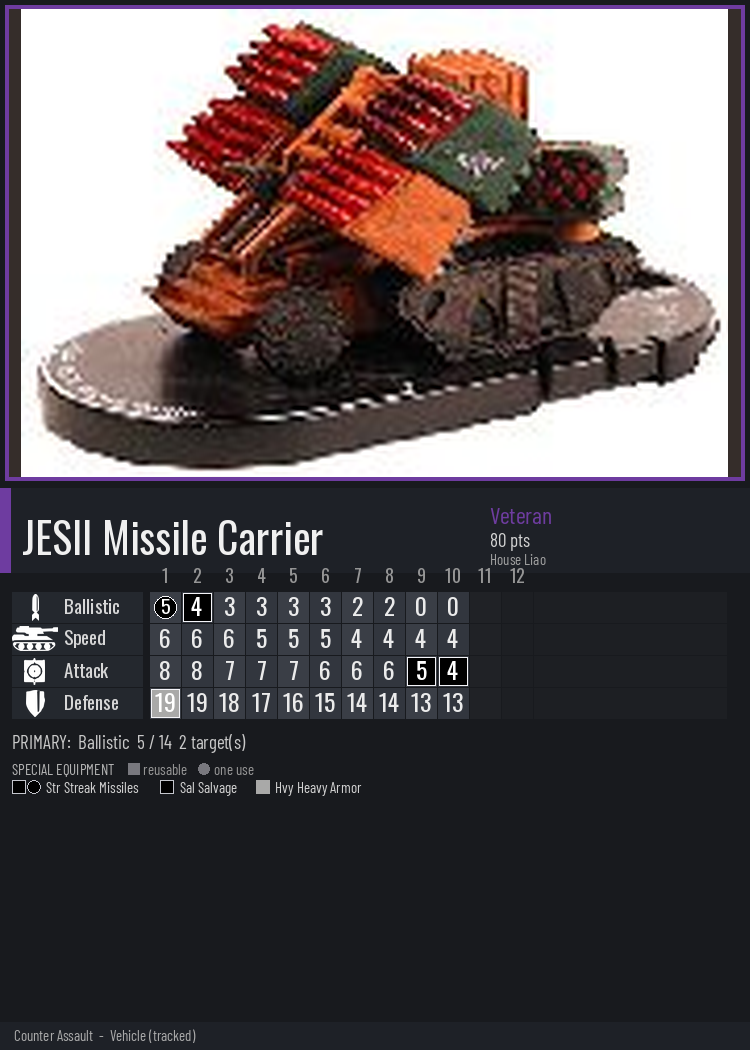 JESII Missile Carrier
Veteran
80 pts
House Liao
1 2 3 4 5 6 7 8 9 10 11 12
Ballistic 5 4 3 3 3 3 2 2 0 0
Speed 6 6 6 5 5 5 4 4 4 4
Attack 8 8 7 7 7 6 6 6 5 4
Defense 19 19 18 17 16 15 14 14 13 13
PRIMARY: Ballistic 5 / 14 2 target(s)
SPECIAL EQUIPMENT reusable one use
Str Streak Missiles Sal Salvage Hvy Heavy Armor
Counter Assault - Vehicle (tracked)